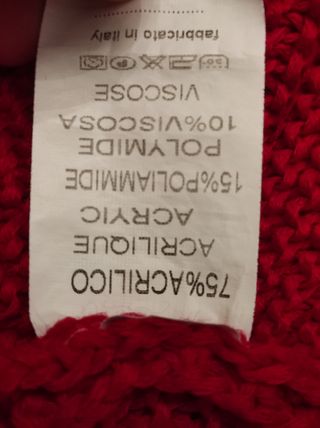 75%ACRILICO
ACRILIQUE
ACRYIC
15%POLIAMMIDE
POLYMIDE
10%VISCOSA
VISCOSE
fabbricato in italy